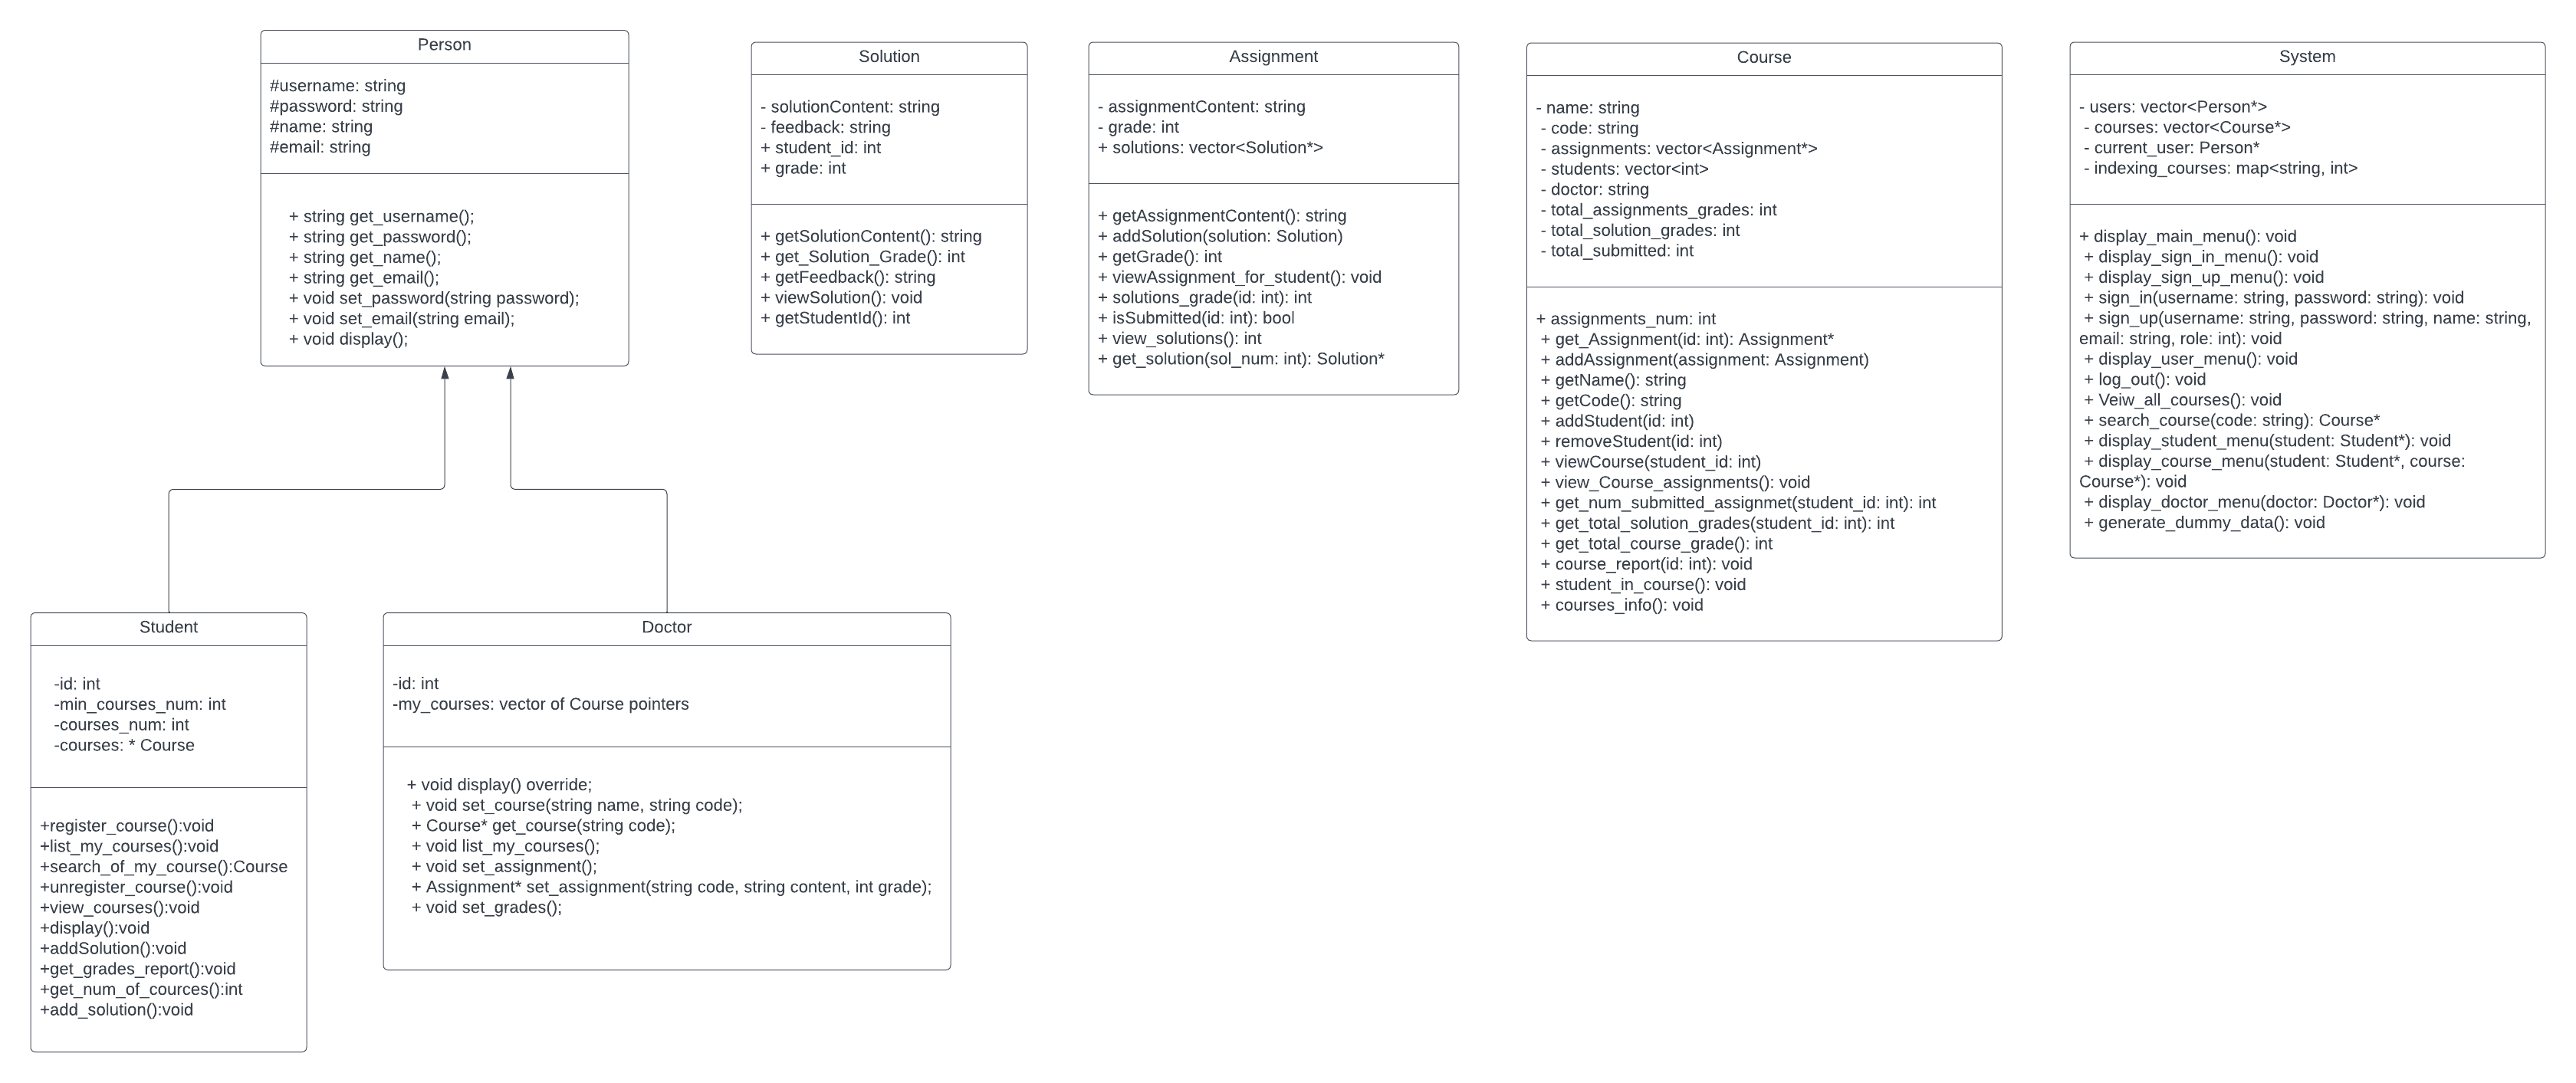 Person
#username: string
#password: string
#name: string
#email: string
+ string get_username();
+ string get_password();
+ string get_name();
+ string get_email();
+ void set_password(string password);
+ void set_email(string email);
+ void display();
Solution
- solutionContent: string
- feedback: string
+ student_id: int
+ grade: int
+ getSolutionContent(): string
+ get_Solution_Grade(): int
+ getFeedback(): string
+ viewSolution(): void
+ getStudentId(): int
Assignment
- assignmentContent: string
- grade: int
+ solutions: vector<Solution*>
+ getAssignmentContent(): string
+ addSolution(solution: Solution)
+ getGrade(): int
+ viewAssignment_for_student(): void
+ solutions_grade(id: int): int
+ isSubmitted(id: int): bool
+ view_solutions(): int
+ get_solution(sol_num: int): Solution*
Course
- name: string
- code: string
- assignments: vector<Assignment*>
- students: vector<int>
- doctor: string
- total_assignments_grades: int
- total_solution_grades: int
- total_submitted: int
+ assignments_num: int
+ get_Assignment(id: int): Assignment*
+ addAssignment(assignment: Assignment)
+ getName(): string
+ getCode(): string
+ addStudent(id: int)
+ removeStudent(id: int)
+ viewCourse(student_id: int)
+ view_Course_assignments(): void
+ get_num_submitted_assignmet(student_id: int): int
+ get_total_solution_grades(student_id: int): int
+ get_total_course_grade(): int
+ course_report(id: int): void
+ student_in_course(): void
+ courses_info(): void
System
- users: vector<Person*>
- courses: vector<Course*>
- current_user: Person*
- indexing_courses: map<string, int>
+ display_main_menu(): void
+ display_sign_in_menu(): void
+ display_sign_up_menu(): void
+ sign_in(username: string, password: string): void
+ sign_up(username: string, password: string, name: string,
email: string, role: int): void
+ display_user_menu(): void
+ log_out(): void
+ Veiw_all_courses(): void
+ search_course(code: string): Course*
+ display_student_menu(student: Student*): void
+ display_course_menu(student: Student*, course:
Course*): void
+ display_doctor_menu(doctor: Doctor*): void
+ generate_dummy_data(): void
Student
-id: int
-min_courses_num: int
-courses_num: int
-courses: * Course
+register_course():void
+list_my_courses():void
+search_of_my_course():Course
+unregister_course():void
+view_courses():void
+display():void
+addSolution():void
+get_grades_report():void
+get_num_of_cources():int
+add_solution():void
Doctor
-id: int
-my_courses: vector of Course pointers
+ void display() override;
+ void set_course(string name, string code);
+ Course* get_course(string code);
+ void list_my_courses();
+ void set_assignment();
+ Assignment* set_assignment(string code, string content, int grade);
+ void set_grades();